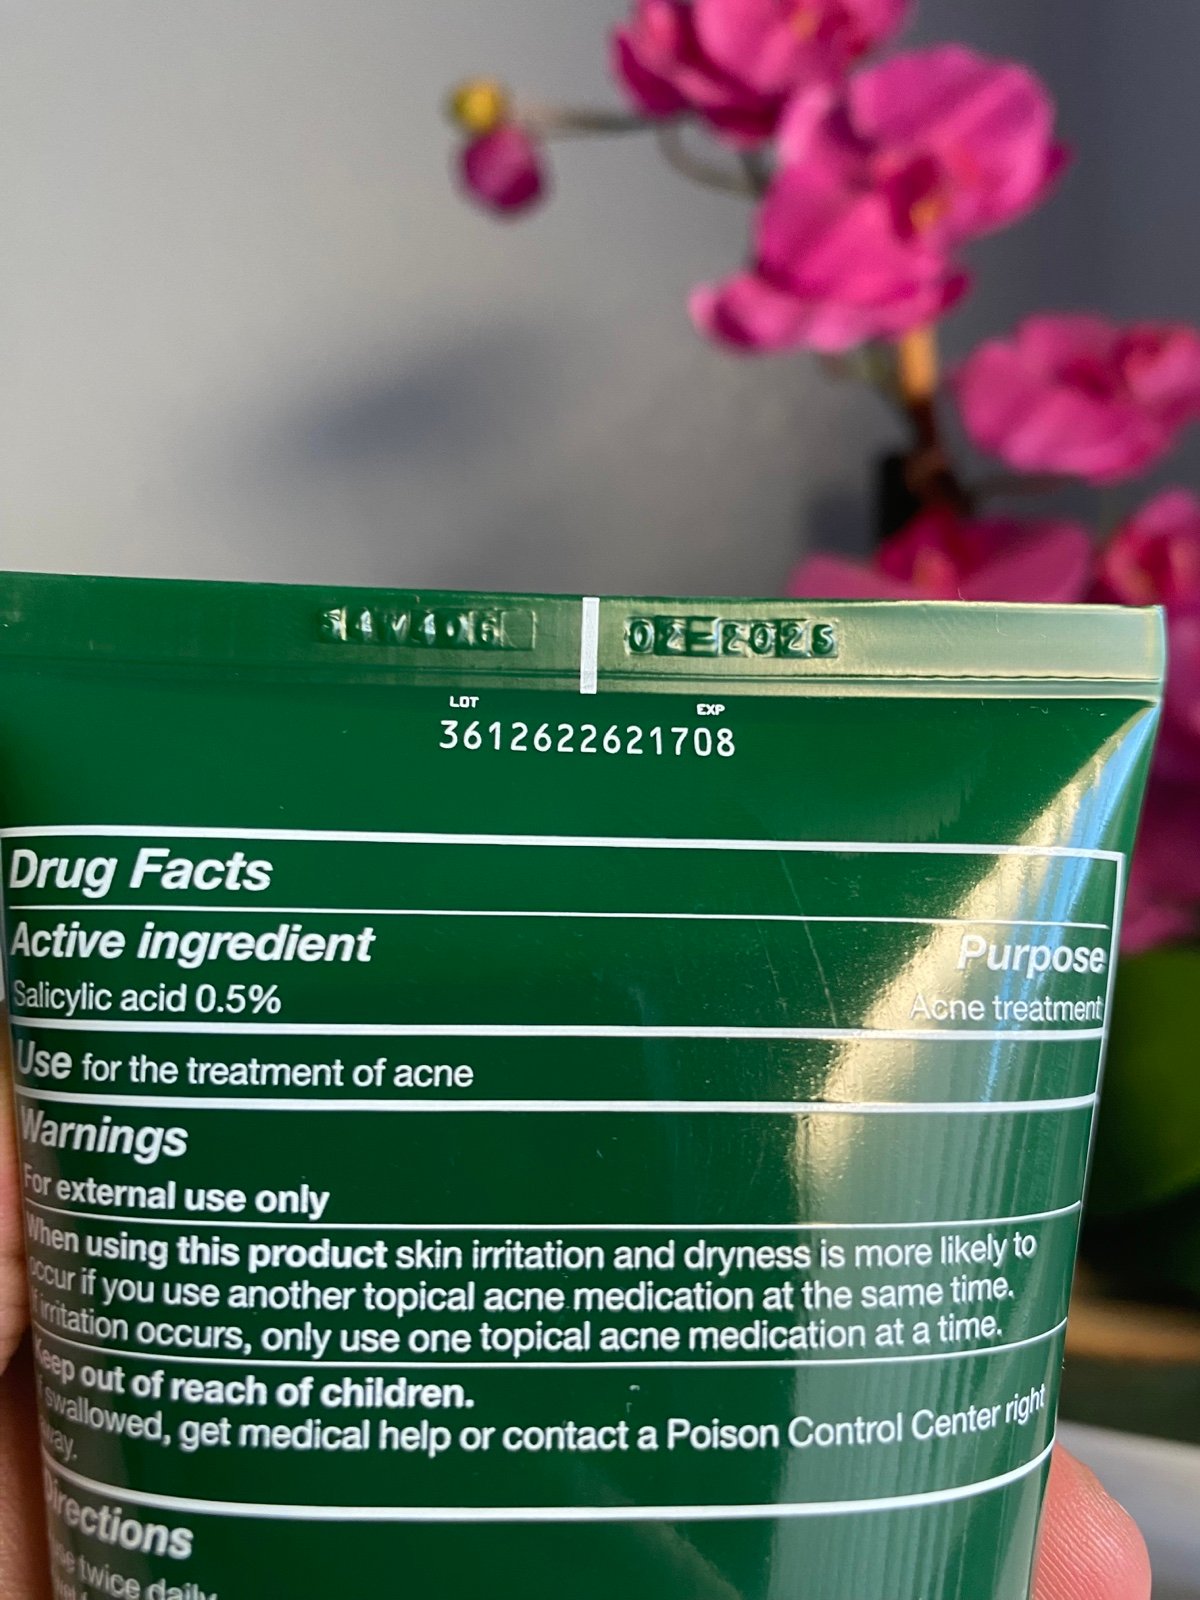 LOT
EXP
3612622621708
Drug Facts
Active ingredient
Purpose
Salicylic acid 0.5%
Acne treatment
Use for the treatment of acne
Warnings
For external use only
When using this product skin irritation and dryness is more likely to
occur if you use another topical acne medication at the same time.
If irritation occurs, only use one topical acne medication at a time.
Keep out of reach of children.
If swallowed, get medical help or contact a Poison Control Center right
away.
Directions
use twice daily